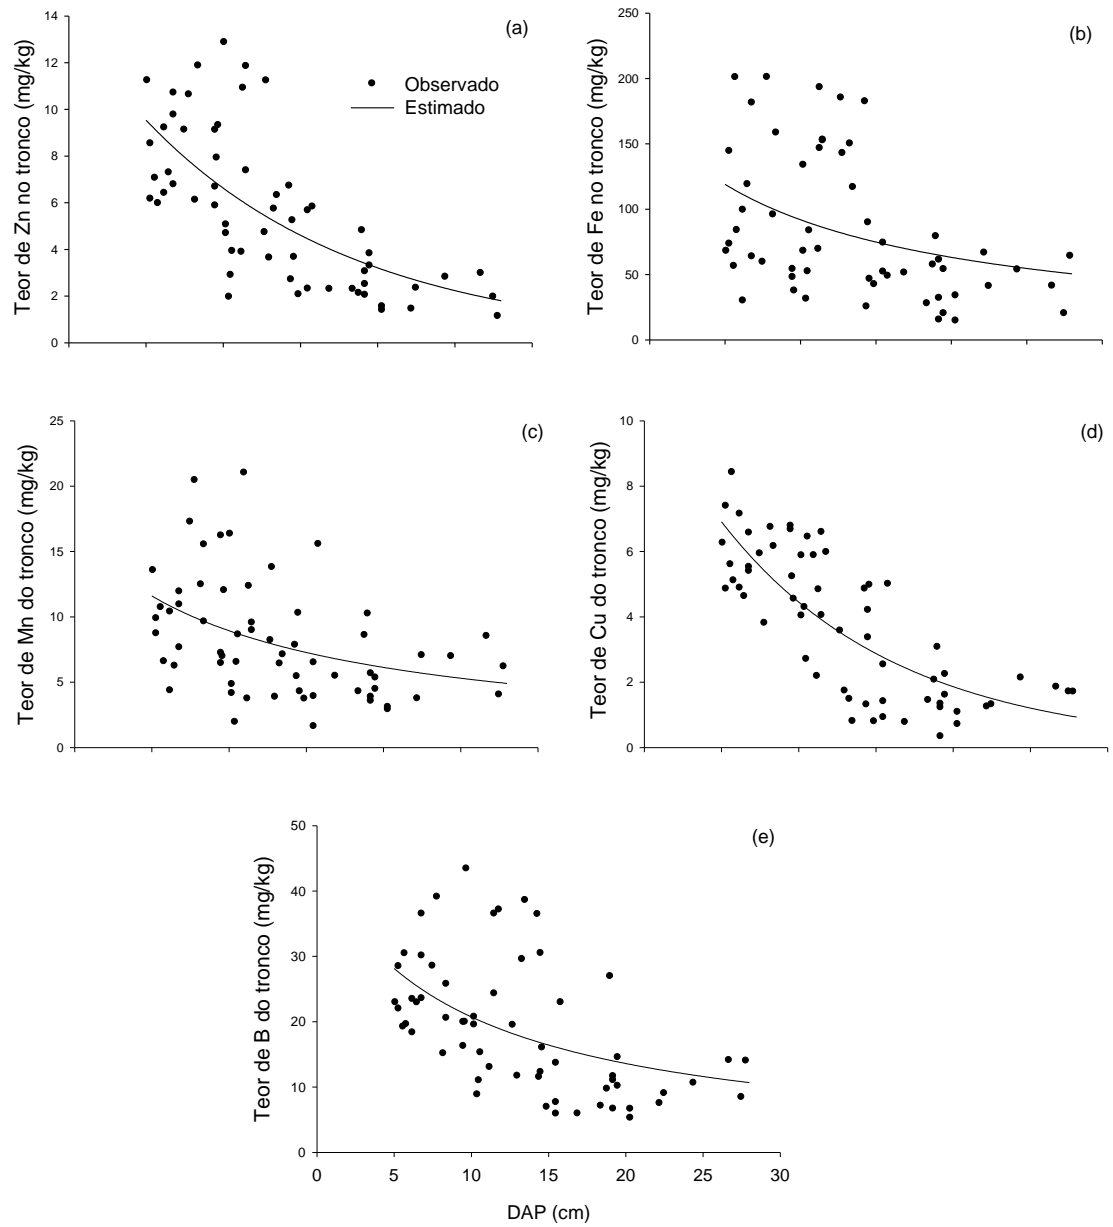 (a)
Teor de Zn no tronco (mg/kg)
14
12
10
8
6
4
2
0
Observado
Estimado
(b)
Teor de Fe no tronco (mg/kg)
250
200
150
100
50
0
(c)
Teor de Mn do tronco (mg/kg)
25
20
15
10
5
0
(d)
Teor de Cu do tronco (mg/kg)
10
8
6
4
2
0
(e)
Teor de B do tronco (mg/kg)
50
40
30
20
10
0
0 5 10 15 20 25 30
DAP (cm)